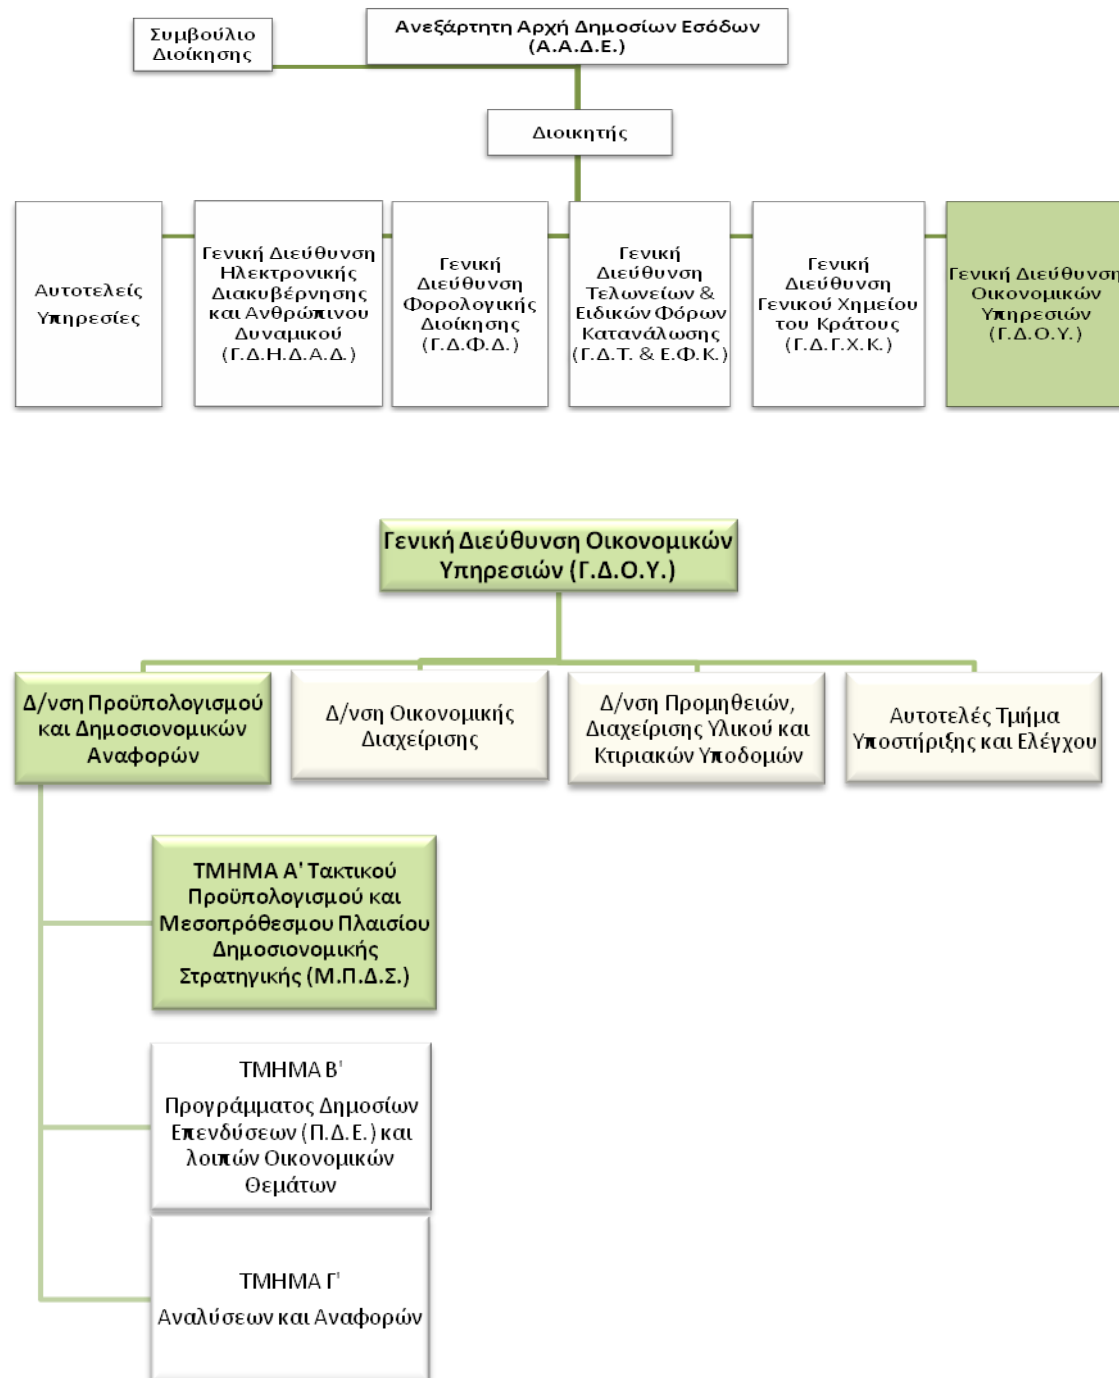 Συμβούλιο
Διοίκησης
Ανεξάρτητη Αρχή Δημοσίων Εσόδων
(Α.Α.Δ.Ε.)
Διοικητής
Αυτοτελείς
Υπηρεσίες
Γενική Διεύθυνση
Ηλεκτρονικής
Διακυβέρνησης
και Ανθρώπινου
Δυναμικού
(Γ.Δ.Η.Δ.Α.Δ.)
Γενική
Διεύθυνση
Φορολογικής
Διοίκησης
(Γ.Δ.Φ.Δ.)
Γενική
Διεύθυνση
Τελωνείων &
Ειδικών Φόρων
Κατανάλωσης
(Γ.Δ.Τ. & Ε.Φ.Κ.)
Γενική
Διεύθυνση
Γενικού Χημείου
του Κράτους
(Γ.Δ.Γ.Χ.Κ.)
Γενική Διεύθυνση
Οικονομικών
Υπηρεσιών
(Γ.Δ.Ο.Υ.)
Γενική Διεύθυνση Οικονομικών
Υπηρεσιών (Γ.Δ.Ο.Υ.)
Δ/νση Προϋπολογισμού
και Δημοσιονομικών
Αναφορών
Δ/νση Οικονομικής
Διαχείρισης
Δ/νση Προμηθειών,
Διαχείρισης Υλικού και
Κτιριακών Υποδομών
Αυτοτελές Τμήμα
Υποστήριξης και Ελέγχου
ΤΜΗΜΑ Α' Τακτικού
Προϋπολογισμού και
Μεσοπρόθεσμου Πλαισίου
Δημοσιονομικής
Στρατηγικής (Μ.Π.Δ.Σ.)
ΤΜΗΜΑ Β'
Προγράμματος Δημοσίων
Επενδύσεων (Π.Δ.Ε.) και
λοιπών Οικονομικών
Θεμάτων
ΤΜΗΜΑ Γ'
Αναλύσεων και Αναφορών